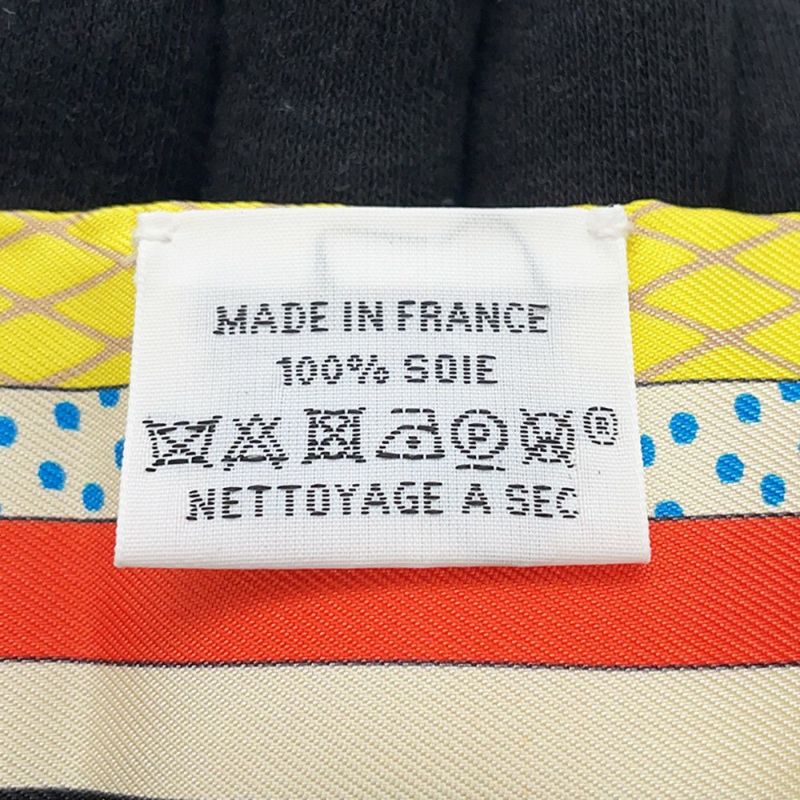 MADE IN FRANCE
100% SOIE
P ®
NETTOYAGE A SEC